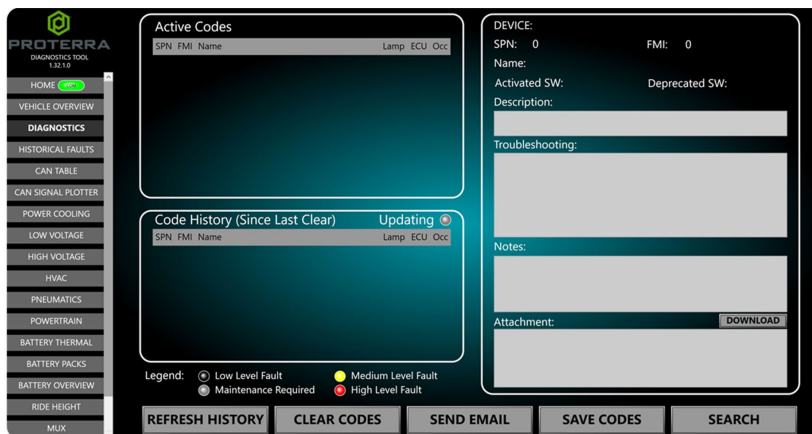 PROTERRA
DIAGNOSTICS TOOL
1.32.1.0
HOME
VEHICLE OVERVIEW
DIAGNOSTICS
HISTORICAL FAULTS
CAN TABLE
CAN SIGNAL PLOTTER
POWER COOLING
LOW VOLTAGE
HIGH VOLTAGE
HVAC
PNEUMATICS
POWERTRAIN
BATTERY THERMAL
BATTERY PACKS
BATTERY OVERVIEW
RIDE HEIGHT
MUX
Active Codes
SPN FMI Name Lamp ECU Occ
Code History (Since Last Clear) Updating
SPN FMI Name Lamp ECU Occ
Legend: Low Level Fault Medium Level Fault
Maintenance Required High Level Fault
DEVICE:
SPN: 0 FMI: 0
Name:
Activated SW: Deprecated SW:
Description:
Troubleshooting:
Notes:
Attachment: DOWNLOAD
REFRESH HISTORY CLEAR CODES SEND EMAIL SAVE CODES SEARCH